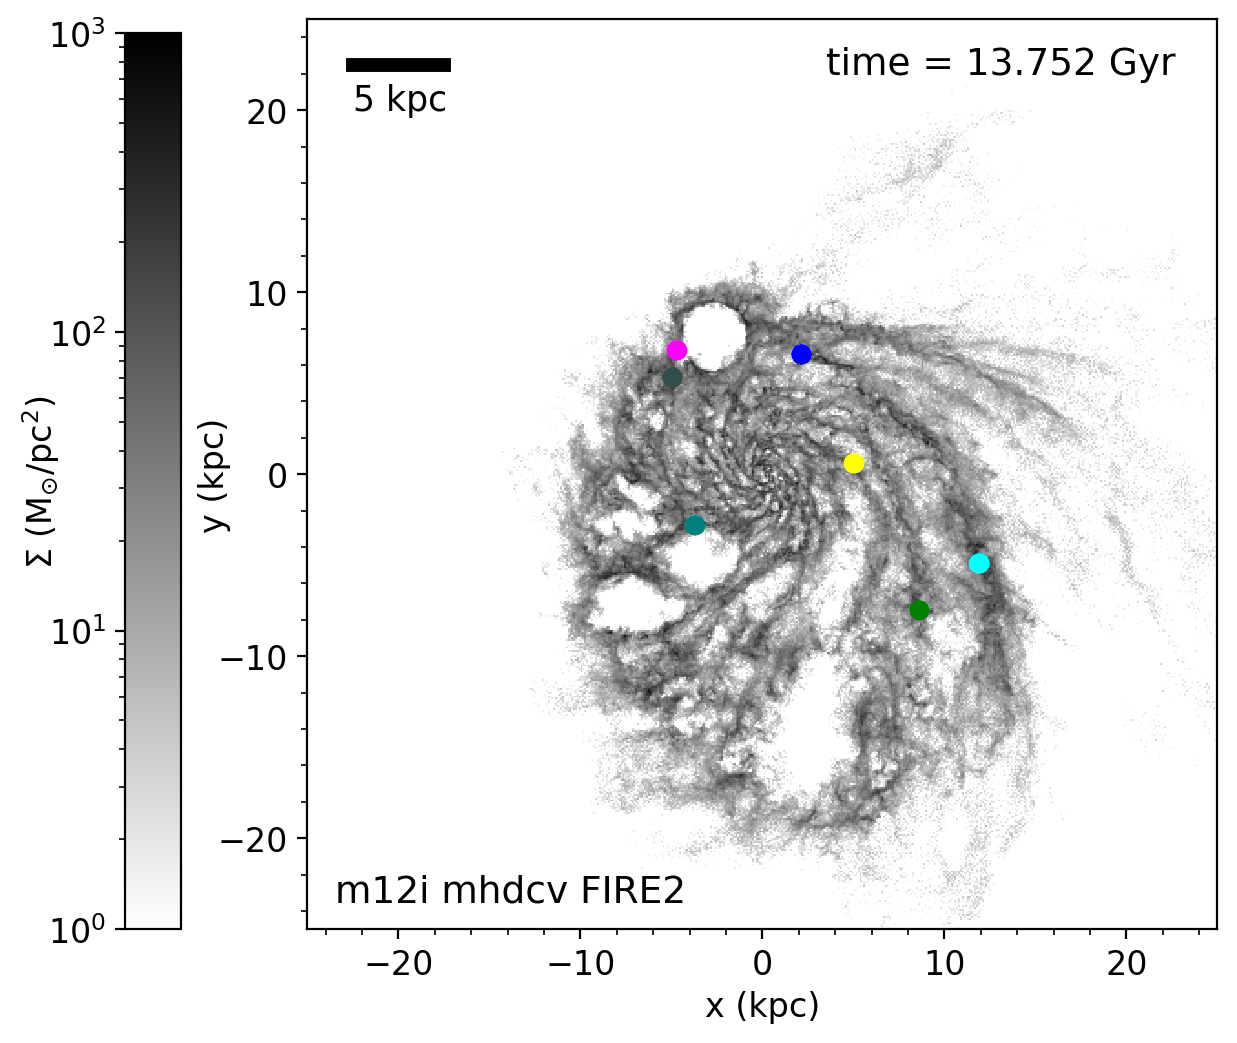 time = 13.752 Gyr
5 kpc
m12i mhdcv FIRE2
Σ (M⊙/pc²)
10³
10²
10¹
10⁰
y (kpc)
20
10
0
−10
−20
−20
−10
0
10
20
x (kpc)